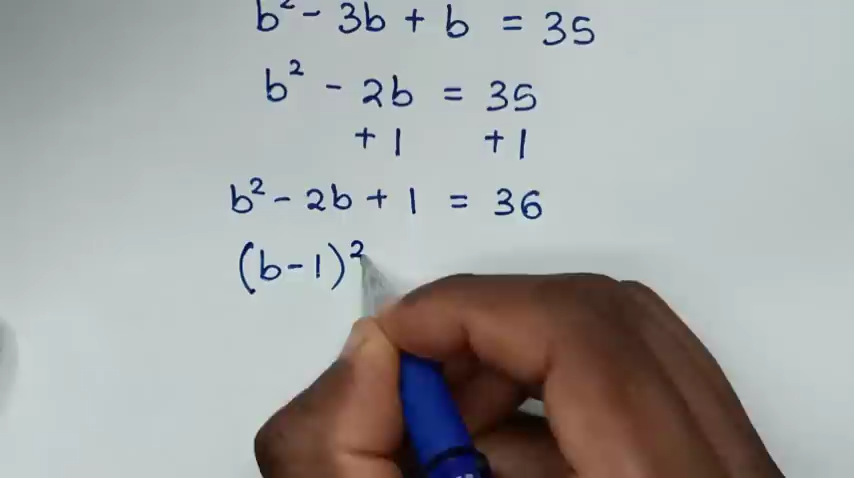 b² - 3b + b = 35
b² - 2b = 35
+ 1 + 1
b² - 2b + 1 = 36
(b - 1)²